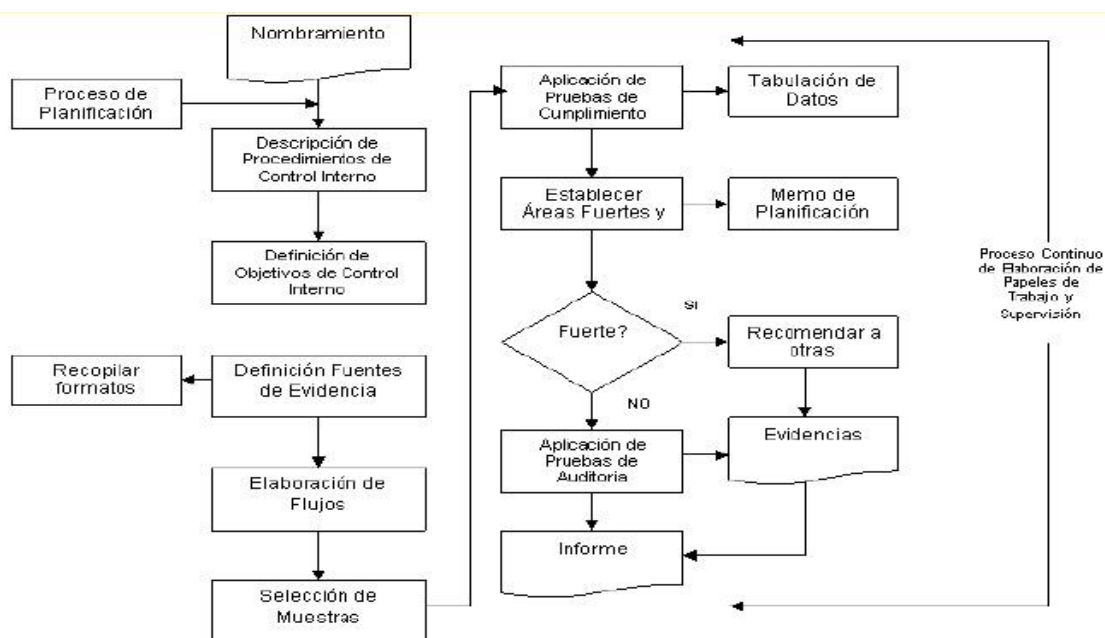 Nombramiento
Proceso de
Planificación
Descripción de
Procedimientos de
Control Interno
Definición de
Objetivos de Control
Interno
Recopilar
formatos
Definición Fuentes
de Evidencia
Elaboración de
Flujos
Selección de
Muestras
Aplicación de
Pruebas de
Cumplimiento
Tabulación de
Datos
Establecer
Áreas Fuertes y
Memo de
Planificación
Fuerte?
SI
Recomendar a
otras
NO
Aplicación de
Pruebas de
Auditoria
Evidencias
Informe
Proceso Continuo
de Elaboración de
Papeles de
Trabajo y
Supervisión